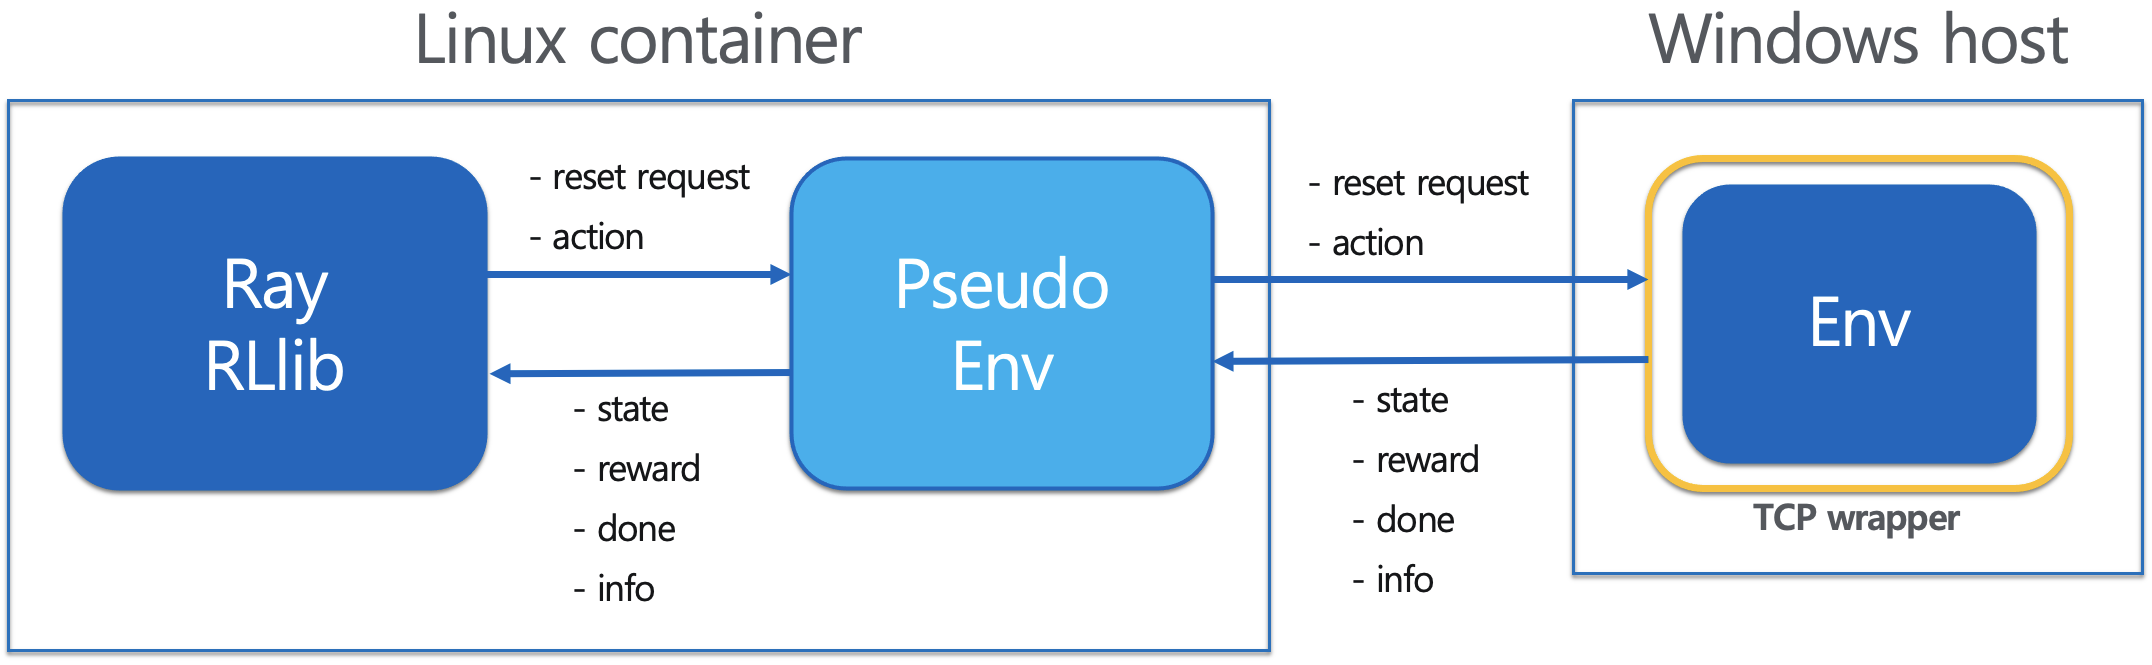 Linux container
Windows host
Ray
RLlib
- reset request
- action
- state
- reward
- done
- info
Pseudo
Env
- reset request
- action
- state
- reward
- done
- info
Env
TCP wrapper